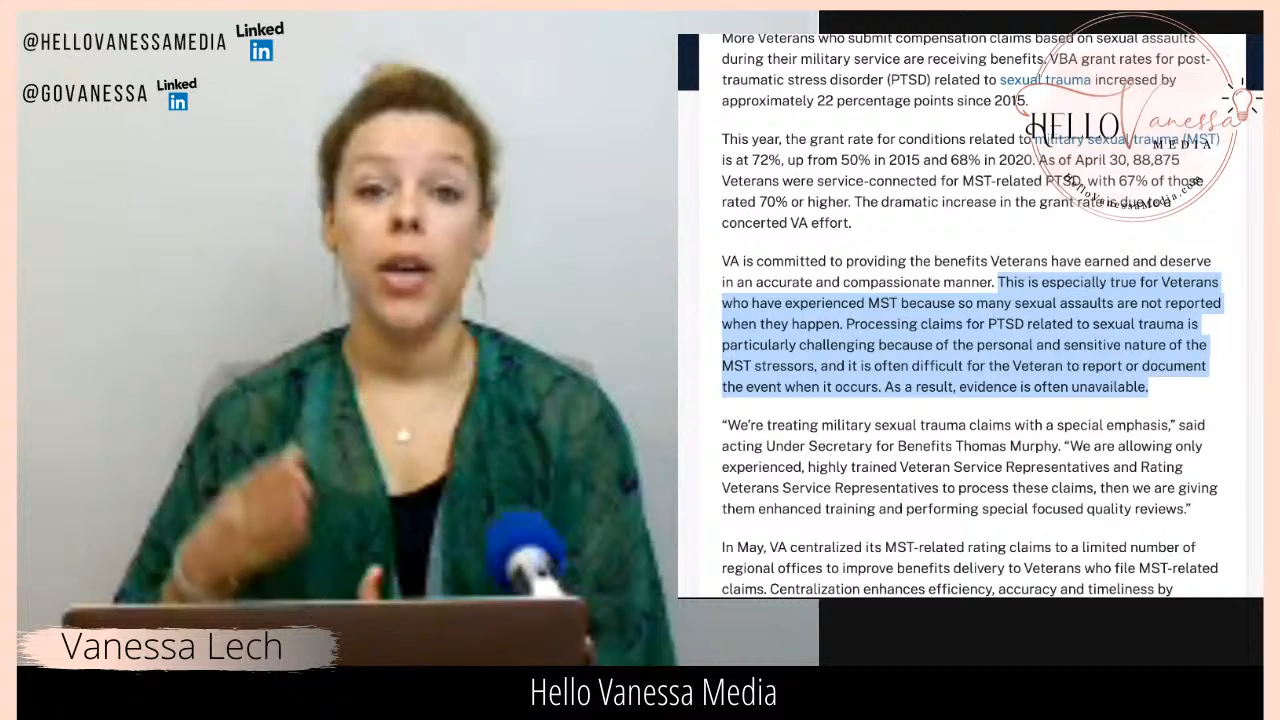 @HELLOVANESSAMEDIA
Linked
in
@GOVANESSA
Linked
in
More Veterans who submit compensation claims based on sexual assaults
during their military service are receiving benefits. VBA grant rates for post-
traumatic stress disorder (PTSD) related to sexual trauma increased by
approximately 22 percentage points since 2015.
This year, the grant rate for conditions related to military sexual trauma (MST)
is at 72%, up from 50% in 2015 and 68% in 2020. As of April 30, 88,875
Veterans were service-connected for MST-related PTSD, with 67% of those
rated 70% or higher. The dramatic increase in the grant rate is due to a
concerted VA effort.
VA is committed to providing the benefits Veterans have earned and deserve
in an accurate and compassionate manner. This is especially true for Veterans
who have experienced MST because so many sexual assaults are not reported
when they happen. Processing claims for PTSD related to sexual trauma is
particularly challenging because of the personal and sensitive nature of the
MST stressors, and it is often difficult for the Veteran to report or document
the event when it occurs. As a result, evidence is often unavailable.
“We’re treating military sexual trauma claims with a special emphasis,” said
acting Under Secretary for Benefits Thomas Murphy. “We are allowing only
experienced, highly trained Veteran Service Representatives and Rating
Veterans Service Representatives to process these claims, then we are giving
them enhanced training and performing special focused quality reviews.”
In May, VA centralized its MST-related rating claims to a limited number of
regional offices to improve benefits delivery to Veterans who file MST-related
claims. Centralization enhances efficiency, accuracy and timeliness by
HELLO Vanessa
MEDIA
HelloVanessaMedia.com
Vanessa Lech
Hello Vanessa Media